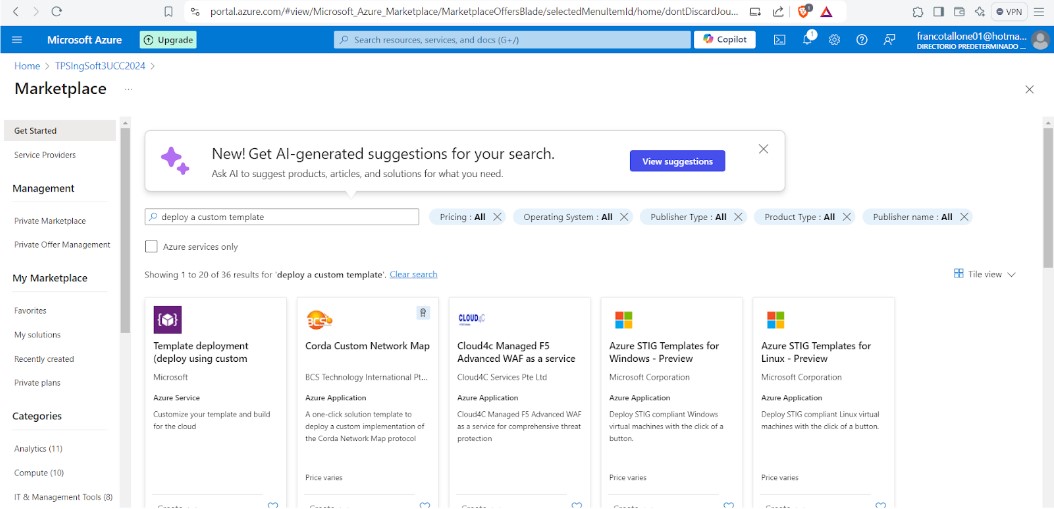 portal.azure.com/#view/Microsoft_Azure_Marketplace/MarketplaceOffersBlade/selectedMenuItemId/home/dontDiscardJou...
VPN
Microsoft Azure
Upgrade
Search resources, services, and docs (G+/)
Copilot
1
francotallone01@hotma...
DIRECTORIO PREDETERMINADO ...
Home > TPSIngSoft3UCC2024 >
Marketplace ...
Get Started
Service Providers
Management
Private Marketplace
Private Offer Management
My Marketplace
Favorites
My solutions
Recently created
Private plans
Categories
Analytics (11)
Compute (10)
IT & Management Tools (8)
New! Get AI-generated suggestions for your search.
Ask AI to suggest products, articles, and solutions for what you need.
View suggestions
deploy a custom template
Pricing : All
Operating System : All
Publisher Type : All
Product Type : All
Publisher name : All
Azure services only
Showing 1 to 20 of 36 results for 'deploy a custom template'. Clear search
Tile view
Template deployment
(deploy using custom
Microsoft
Azure Service
Customize your template and build
for the cloud
BCS
Corda Custom Network Map
BCS Technology International Pt...
Azure Application
A one-click solution template to
deploy a custom implementation of
the Corda Network Map protocol
Price varies
CLOUD4C
Cloud4c Managed F5
Advanced WAF as a service
Cloud4C Services Pte Ltd
Azure Application
Cloud4C Managed F5 Advanced WAF
as a service for comprehensive threat
protection
Price varies
Azure STIG Templates for
Windows - Preview
Microsoft Corporation
Azure Application
Deploy STIG compliant Windows
virtual machines with the click of a
button.
Price varies
Azure STIG Templates for
Linux - Preview
Microsoft Corporation
Azure Application
Deploy STIG compliant Linux virtual
machines with the click of a button.
Price varies